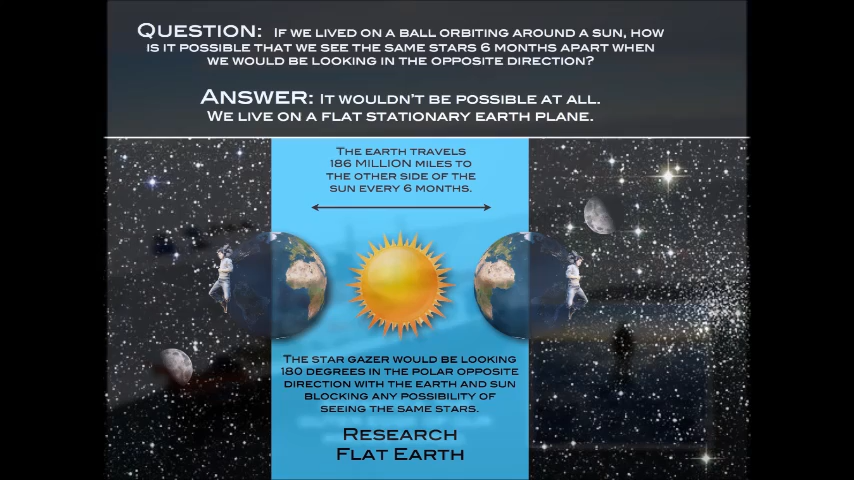 QUESTION: IF WE LIVED ON A BALL ORBITING AROUND A SUN, HOW
IS IT POSSIBLE THAT WE SEE THE SAME STARS 6 MONTHS APART WHEN
WE WOULD BE LOOKING IN THE OPPOSITE DIRECTION?
ANSWER: IT WOULDN'T BE POSSIBLE AT ALL.
WE LIVE ON A FLAT STATIONARY EARTH PLANE.
THE EARTH TRAVELS
186 MILLION MILES TO
THE OTHER SIDE OF THE
SUN EVERY 6 MONTHS.
THE STAR GAZER WOULD BE LOOKING
180 DEGREES IN THE POLAR OPPOSITE
DIRECTION WITH THE EARTH AND SUN
BLOCKING ANY POSSIBILITY OF
SEEING THE SAME STARS.
RESEARCH
FLAT EARTH